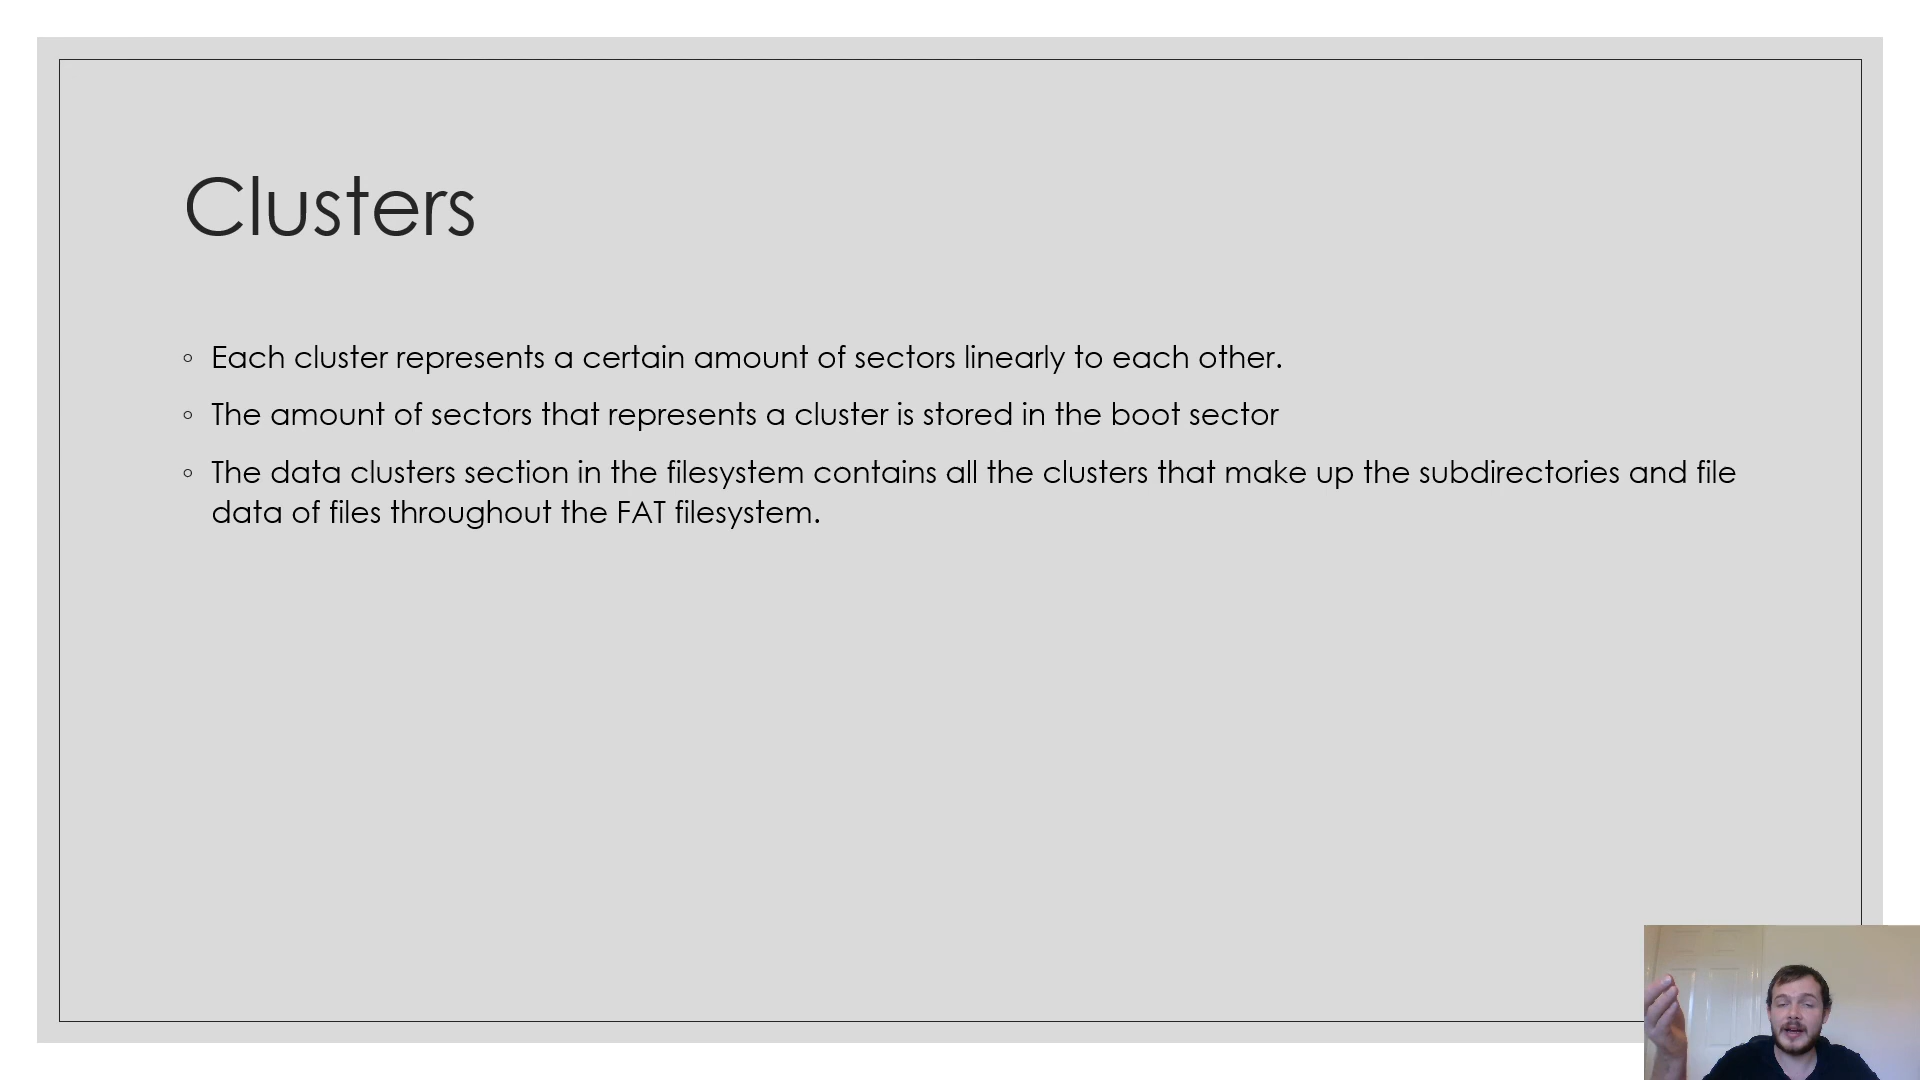 Clusters
◦ Each cluster represents a certain amount of sectors linearly to each other.
◦ The amount of sectors that represents a cluster is stored in the boot sector
◦ The data clusters section in the filesystem contains all the clusters that make up the subdirectories and file
data of files throughout the FAT filesystem.